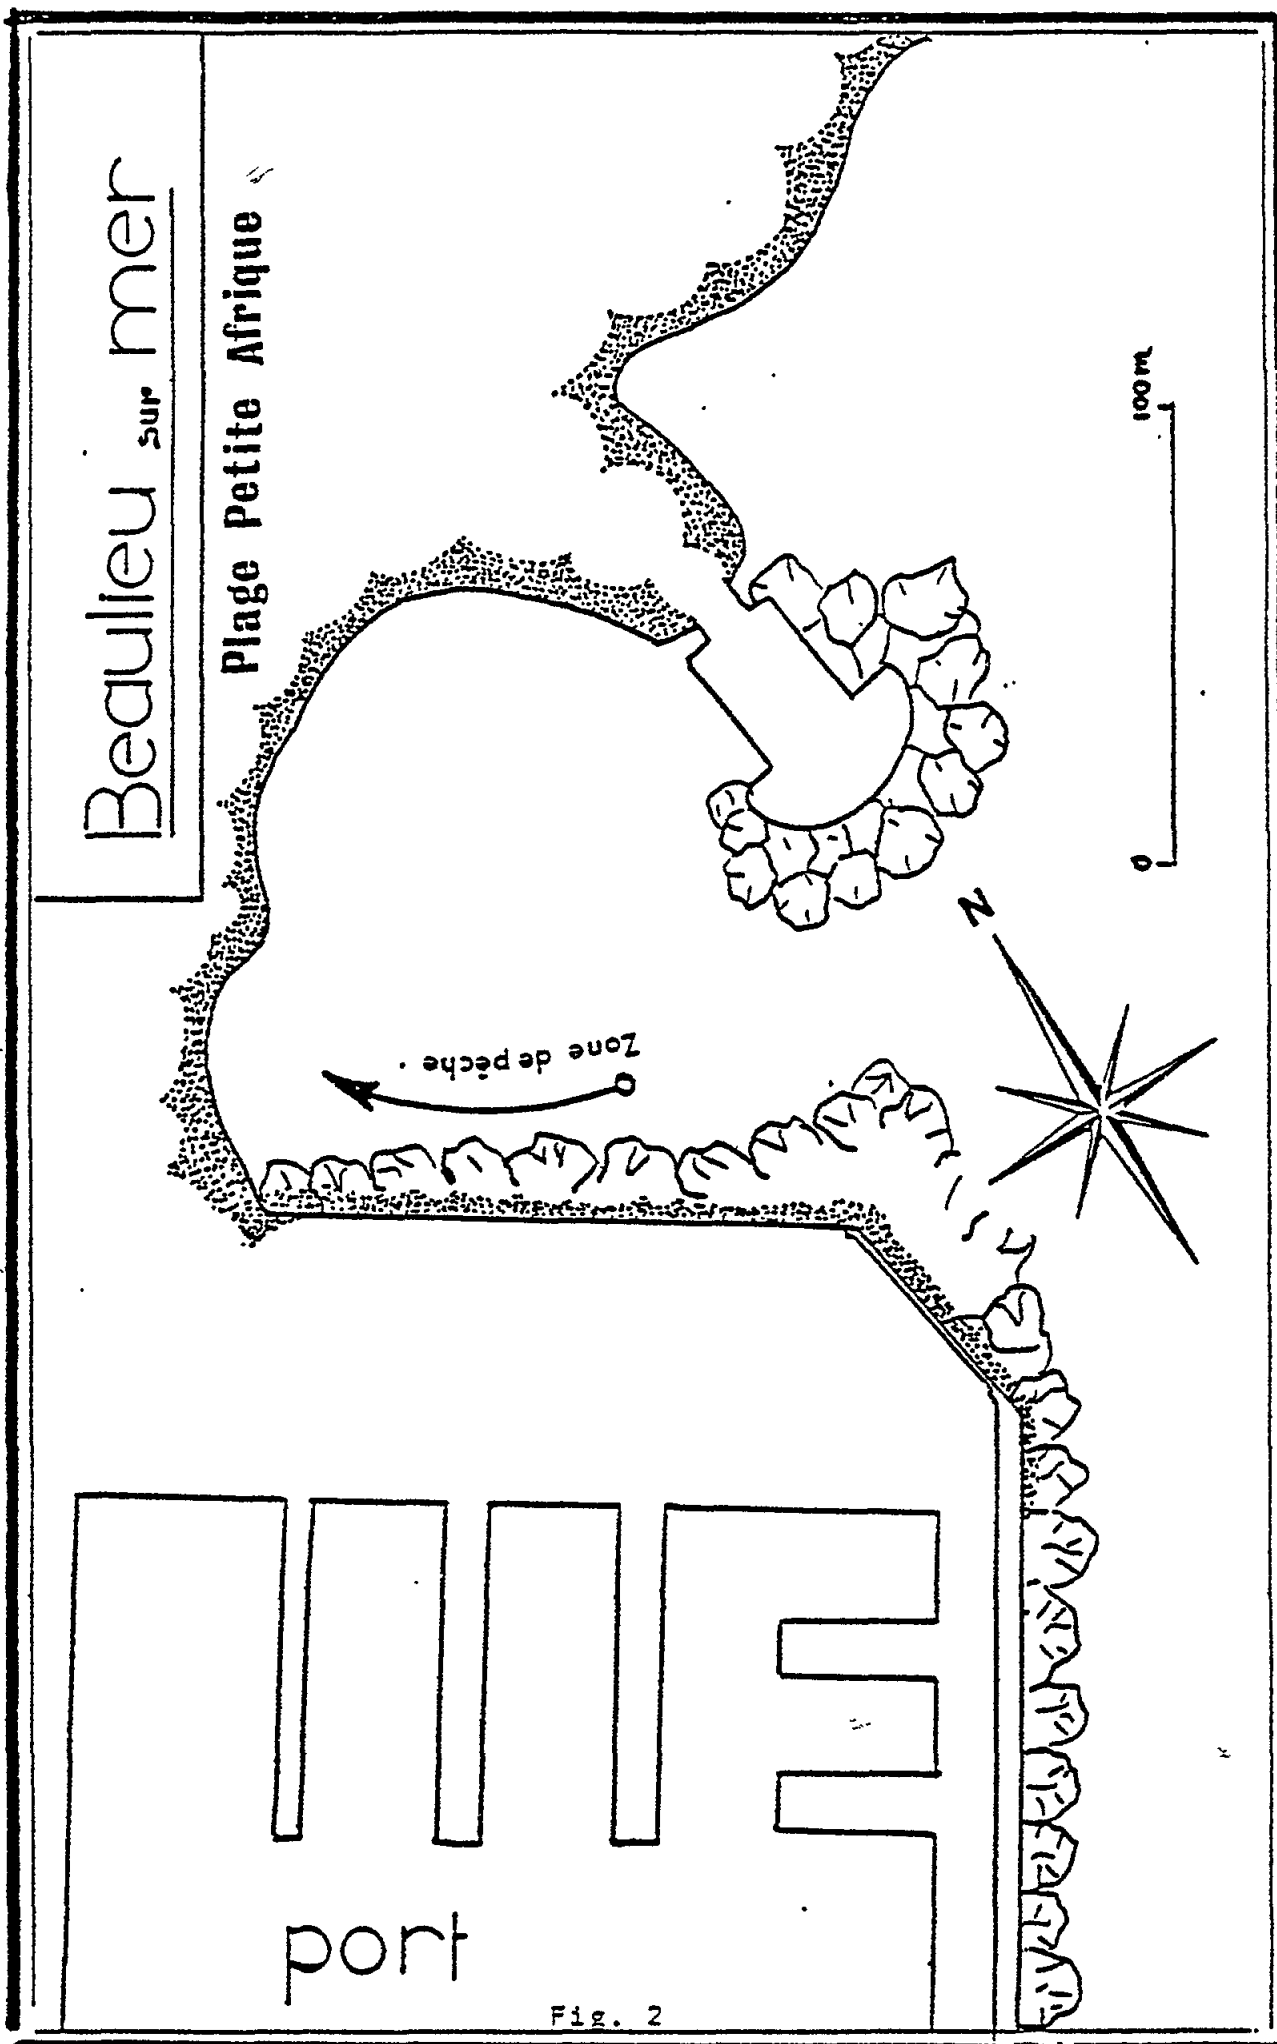 Beaulieu sur mer
Plage Petite Afrique
100m
0
N
Zone de pêche.
port
Fig. 2